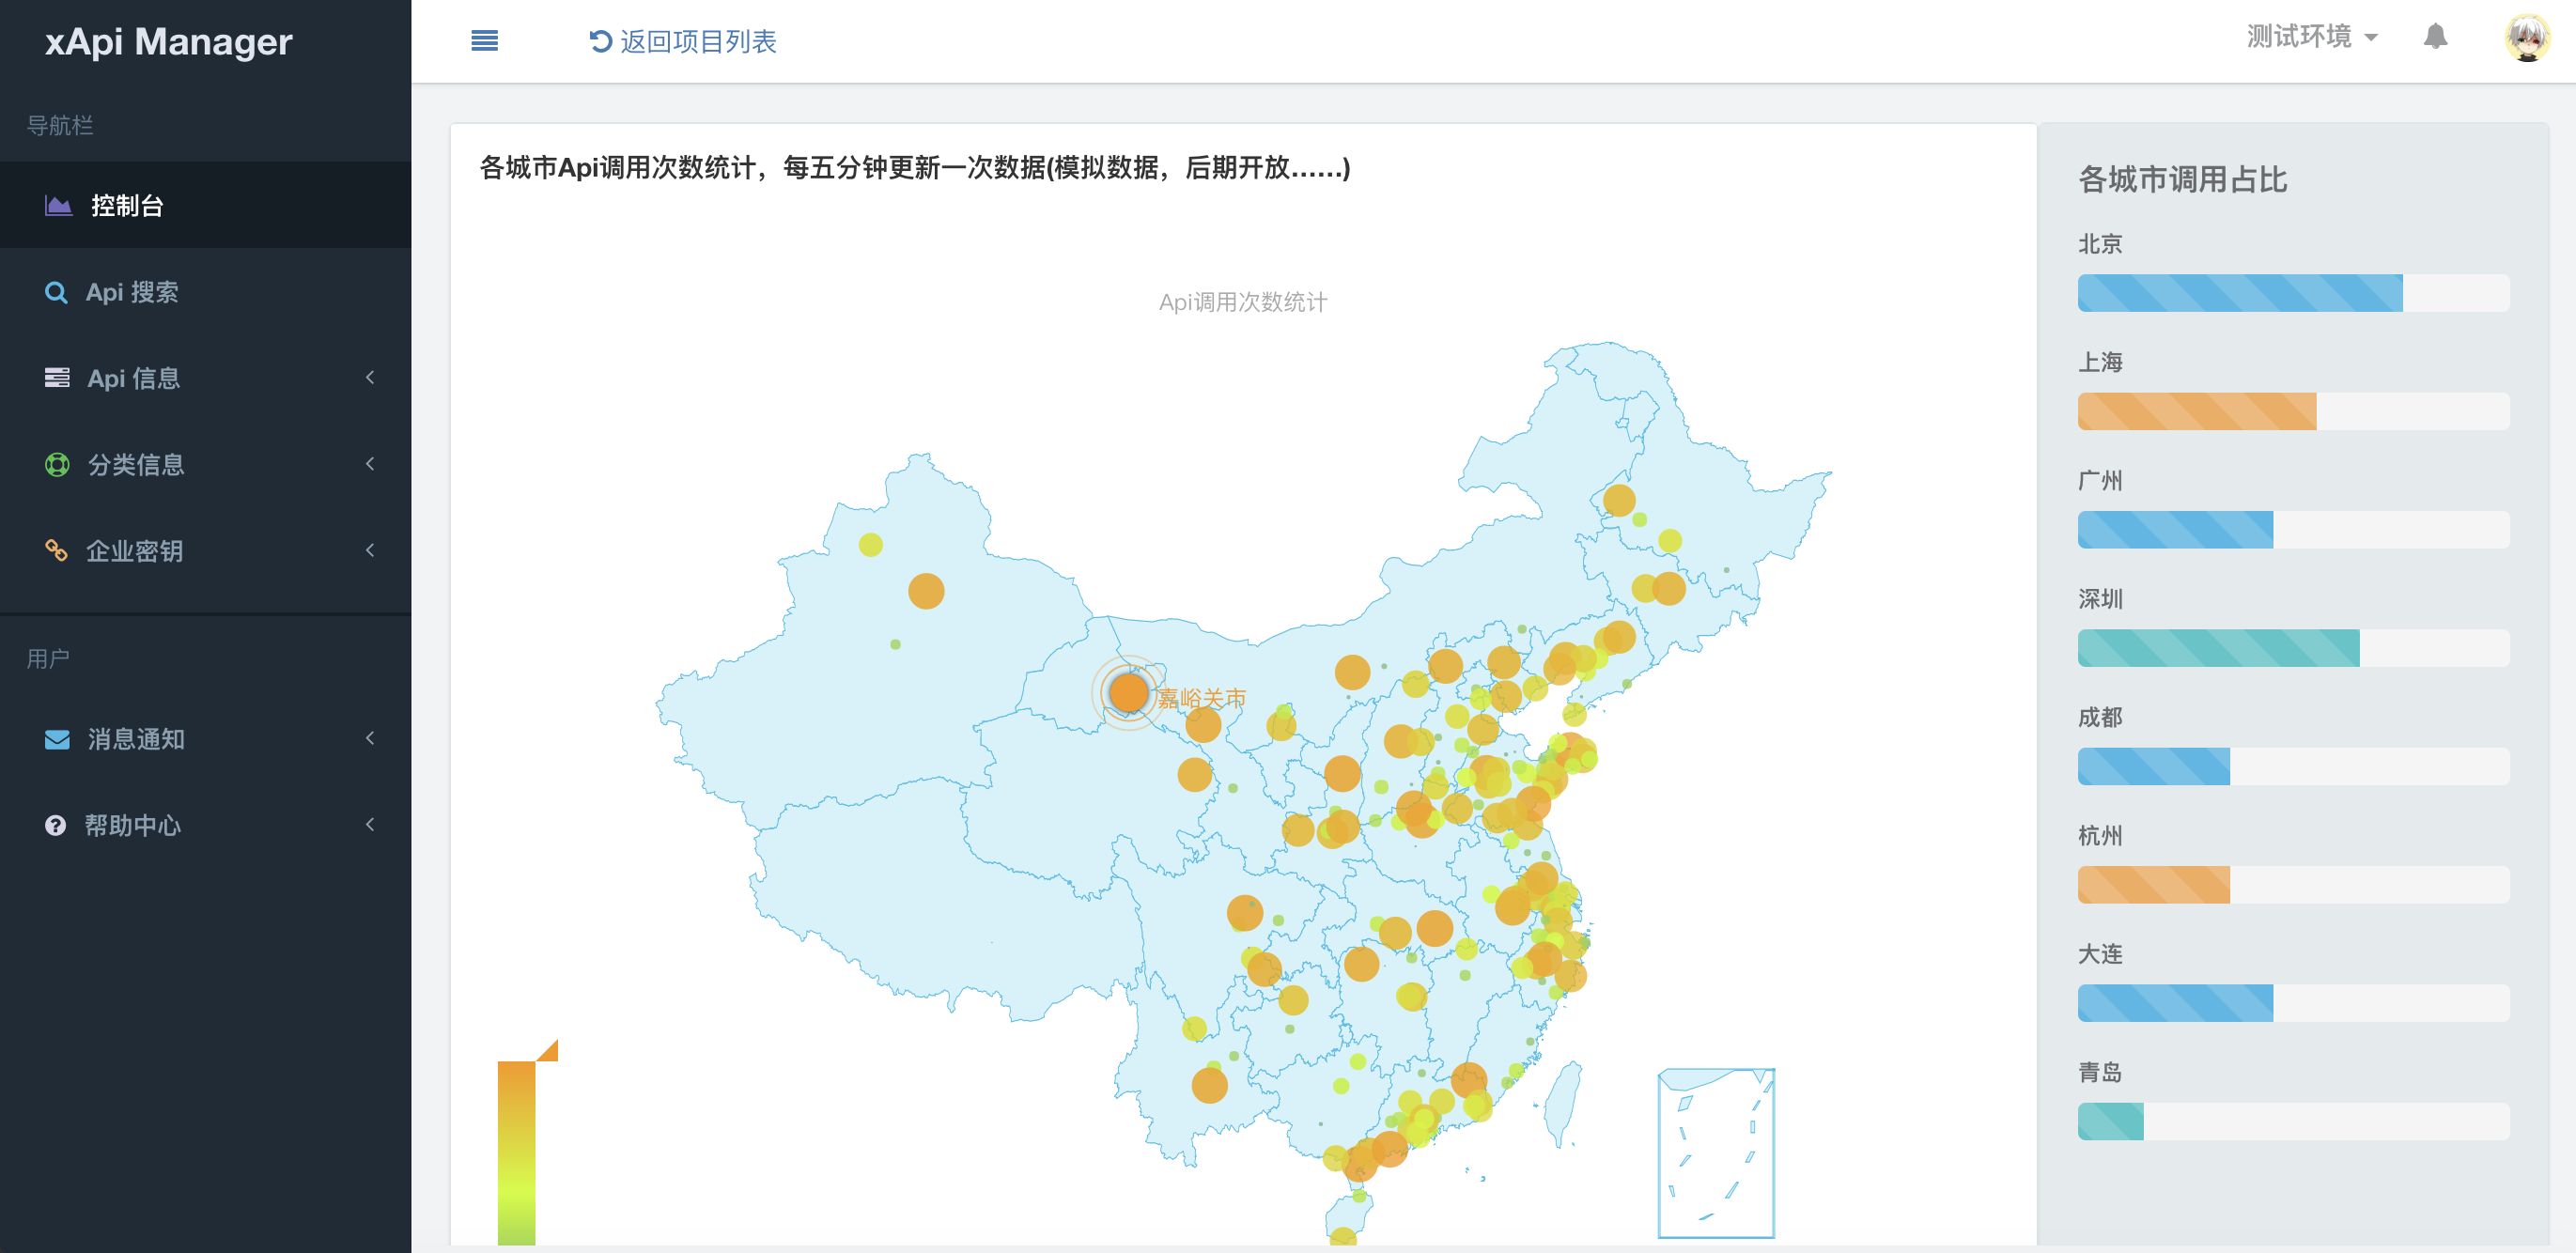 xApi Manager
导航栏
控制台
Api 搜索
Api 信息
分类信息
企业密钥
用户
消息通知
帮助中心
返回项目列表
测试环境
各城市Api调用次数统计，每五分钟更新一次数据(模拟数据，后期开放......)
Api调用次数统计
嘉峪关市
各城市调用占比
北京
上海
广州
深圳
成都
杭州
大连
青岛